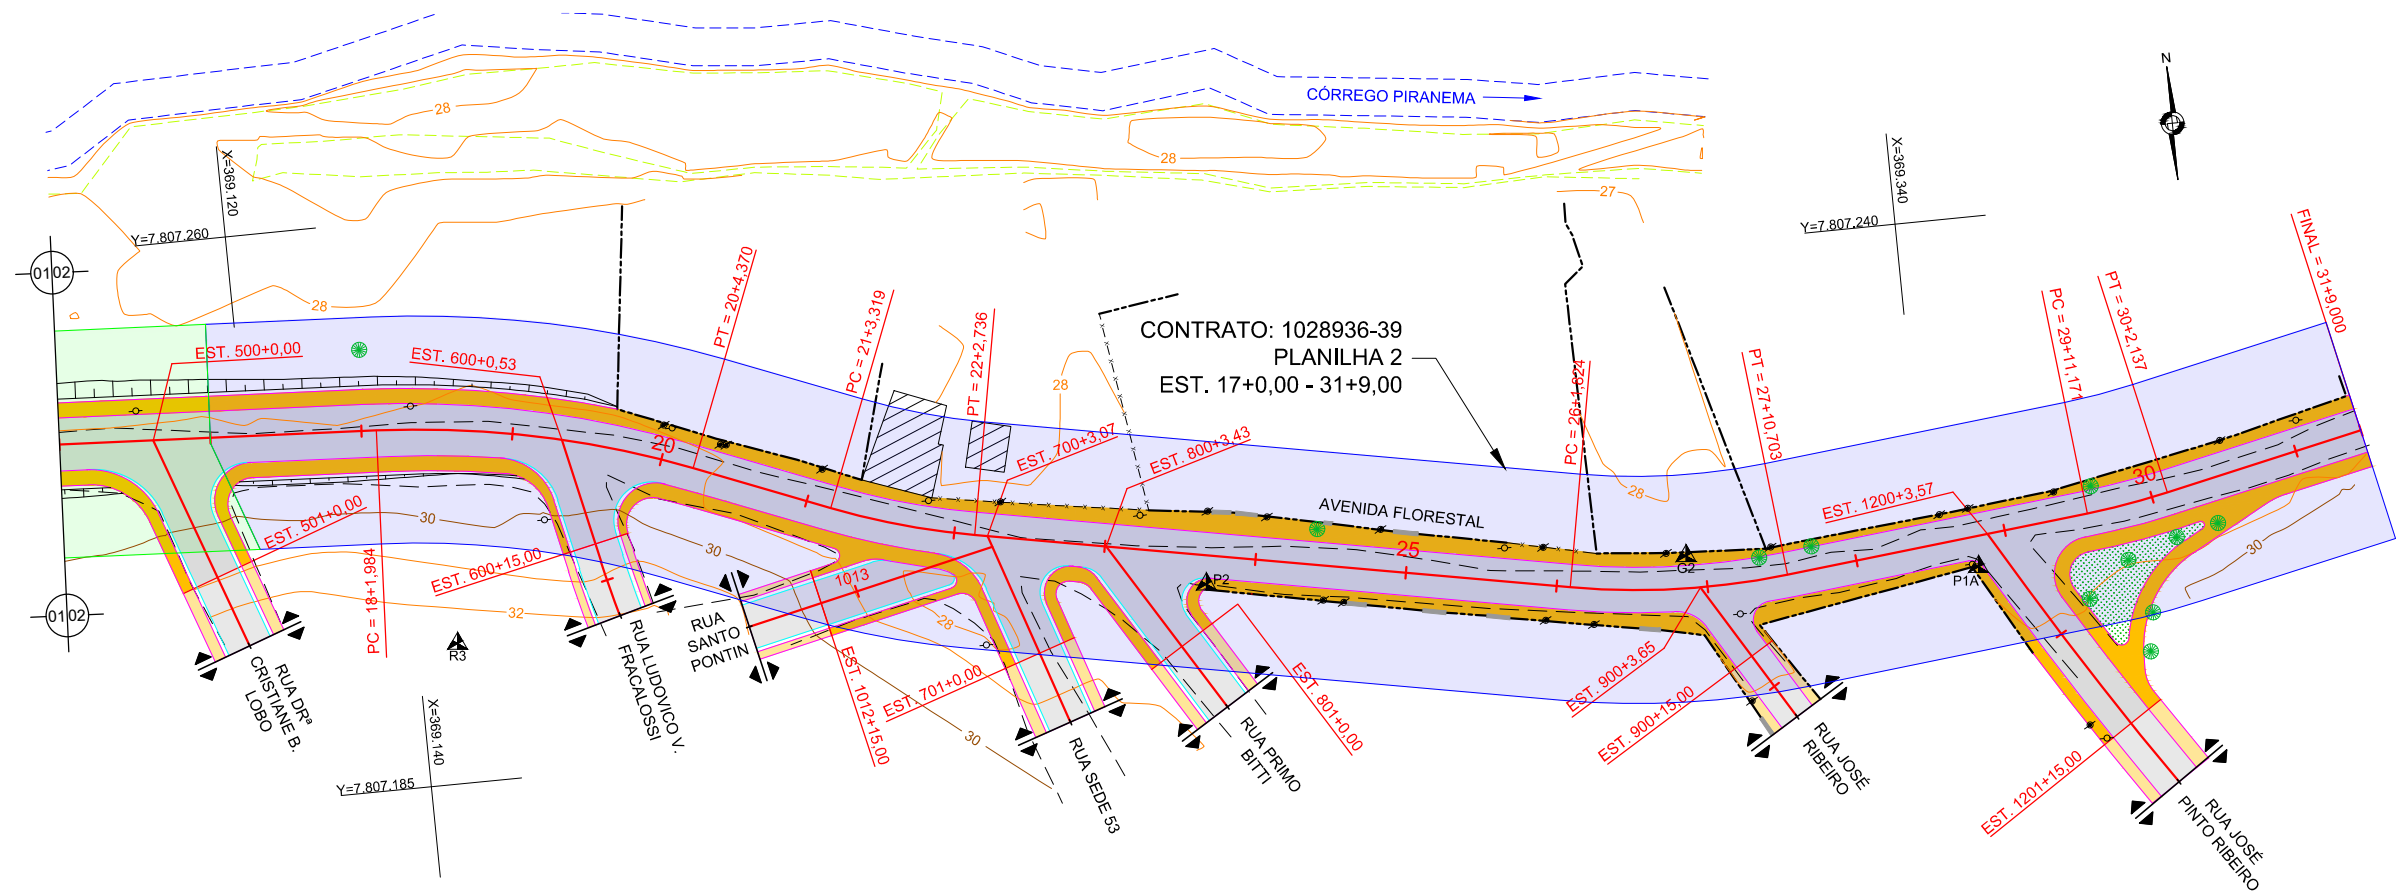 N
CÓRREGO PIRANEMA
28
28
27
28
X=369.120
Y=7.807.260
X=369.340
Y=7.807.240
0102
FINAL = 31+9,000
PT = 30+2,137
PC = 29+11,171
PT = 20+4,370
PC = 21+3,319
PT = 22+2,736
CONTRATO: 1028936-39
PLANILHA 2
EST. 17+0,00 - 31+9,00
PC = 26+1,824
PT = 27+10,703
EST. 500+0,00
EST. 600+0,53
28
20
EST. 700+3,07
EST. 800+3,43
28
AVENIDA FLORESTAL
EST. 1200+3,57
30
EST. 501+0,00
30
30
25
30
G2
P1A
P2
EST. 600+15,00
1013
32
28
0102
PC = 18+1,984
R3
RUA DRª
CRISTIANE B.
LOBO
RUA LUDOVICO V.
FRACALOSSI
RUA
SANTO
PONTIN
EST. 1012+15,00
EST. 701+0,00
30
EST. 801+0,00
EST. 900+3,65
EST. 900+15,00
RUA SEDE 53
RUA PRIMO
BITTI
RUA JOSÉ
RIBEIRO
EST. 1201+15,00
RUA JOSÉ
PINTO RIBEIRO
X=369.140
Y=7.807.185